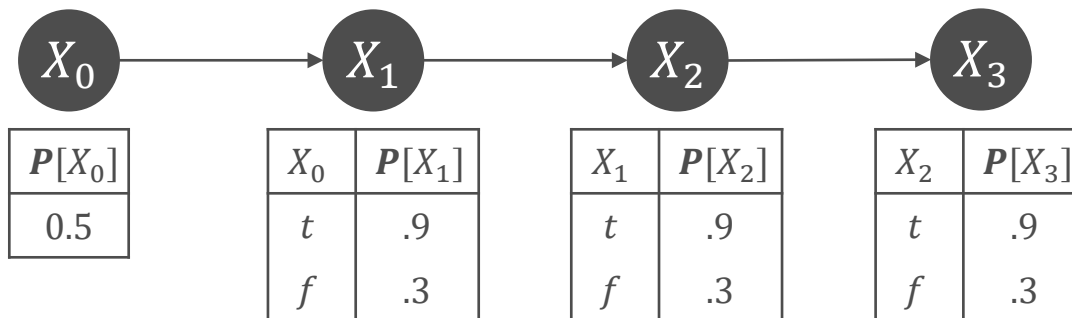 X₀ X₁ X₂ X₃
P[X₀] X₀ P[X₁] X₁ P[X₂] X₂ P[X₃]
0.5 t .9 t .9 t .9
f .3 f .3 f .3